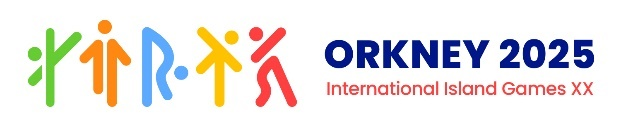 ORKNEY 2025
International Island Games XX